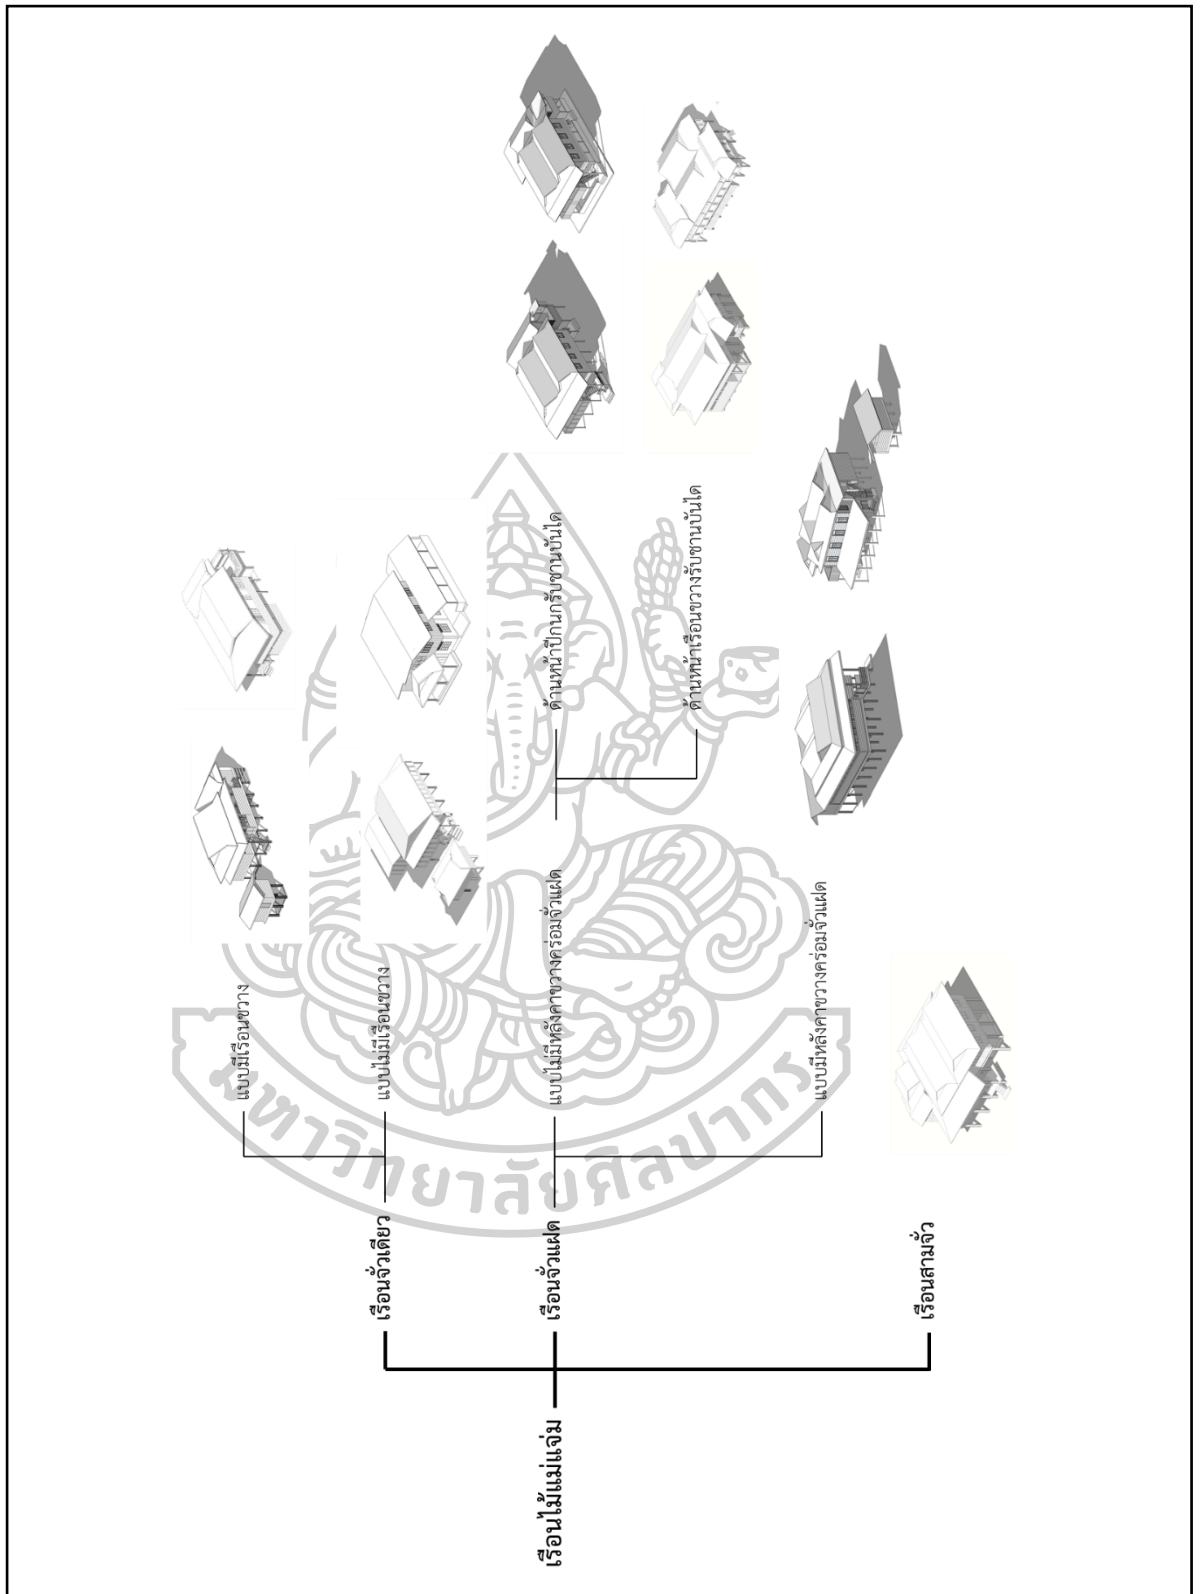 เรือนไม้แม่แจ่ม
เรือนจั่วเดียว
แบบมีเรือนขวาง
แบบไม่มีเรือนขวาง
เรือนจั่วแฝด
แบบไม่มีหลังคาขวางคร่อมจั่วแฝด
ด้านหน้าปีกนกรับชานบันได
ด้านหน้าเรือนขวางรับชานบันได
แบบมีหลังคาขวางคร่อมจั่วแฝด
เรือนสามจั่ว
มหาวิทยาลัยศิลปากร